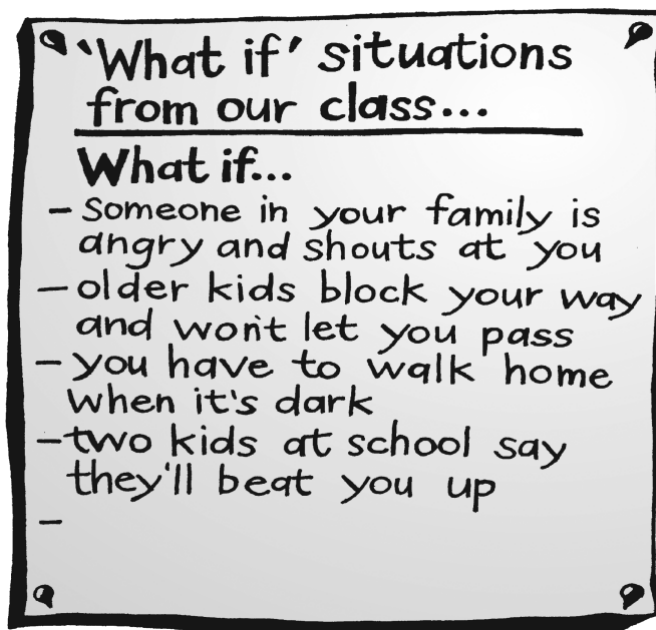 'What if' situations
from our class...
What if...
– someone in your family is
angry and shouts at you
– older kids block your way
and won't let you pass
– you have to walk home
when it's dark
– two kids at school say
they'll beat you up
–